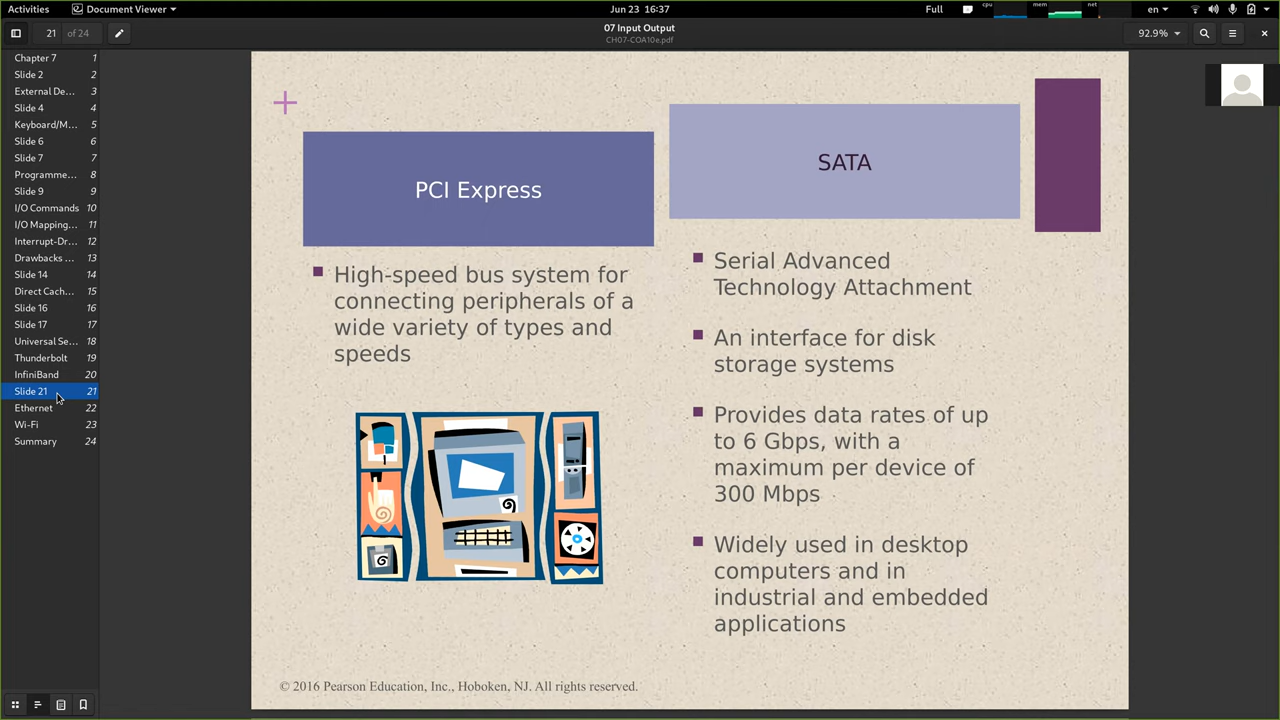 Activities
Document Viewer
Jun 23 16:37
Full
cpu
mem
net
en
21 of 24
07 Input Output
CH07-COA10e.pdf
92.9%
Chapter 7 1
Slide 2 2
External De... 3
Slide 4 4
Keyboard/M... 5
Slide 6 6
Slide 7 7
Programme... 8
Slide 9 9
I/O Commands 10
I/O Mapping... 11
Interrupt-Dr... 12
Drawbacks ... 13
Slide 14 14
Direct Cach... 15
Slide 16 16
Slide 17 17
Universal Se... 18
Thunderbolt 19
InfiniBand 20
Slide 21 21
Ethernet 22
Wi-Fi 23
Summary 24
+
PCI Express
High-speed bus system for
connecting peripherals of a
wide variety of types and
speeds
SATA
Serial Advanced
Technology Attachment
An interface for disk
storage systems
Provides data rates of up
to 6 Gbps, with a
maximum per device of
300 Mbps
Widely used in desktop
computers and in
industrial and embedded
applications
© 2016 Pearson Education, Inc., Hoboken, NJ. All rights reserved.